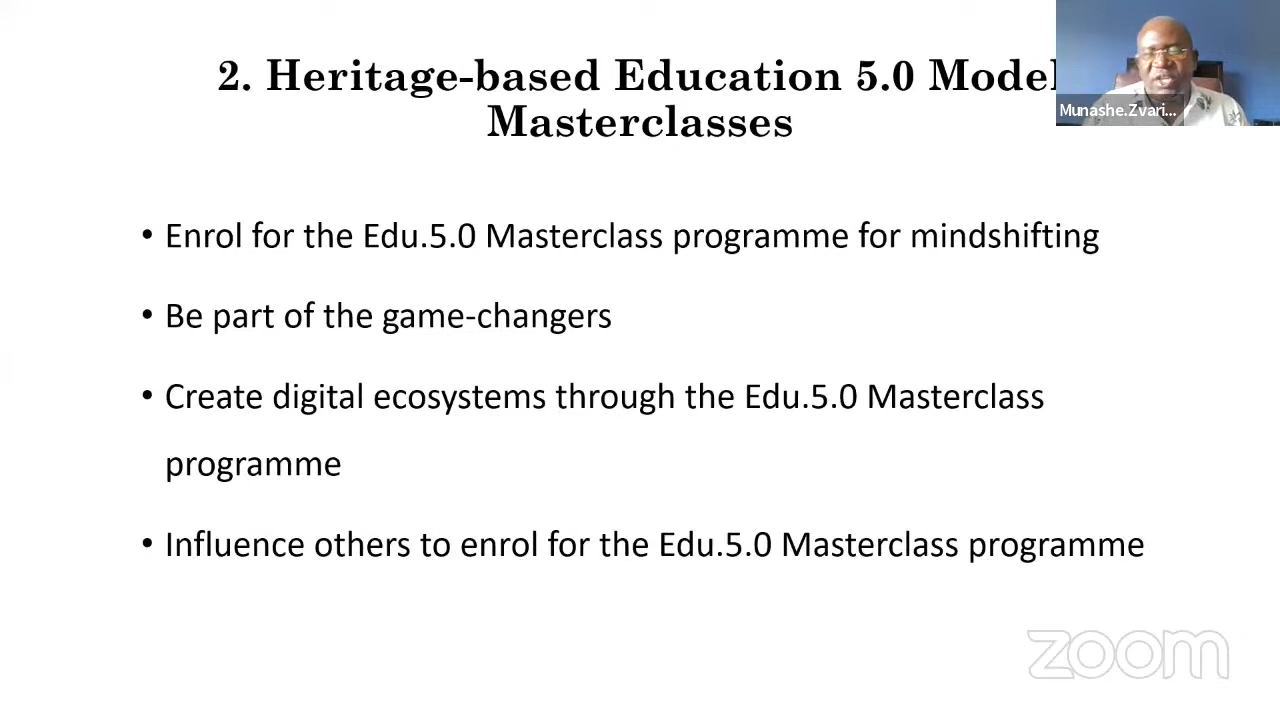 2. Heritage-based Education 5.0 Model
Masterclasses
Munashe.Zvari...
• Enrol for the Edu.5.0 Masterclass programme for mindshifting
• Be part of the game-changers
• Create digital ecosystems through the Edu.5.0 Masterclass
programme
• Influence others to enrol for the Edu.5.0 Masterclass programme
zoom